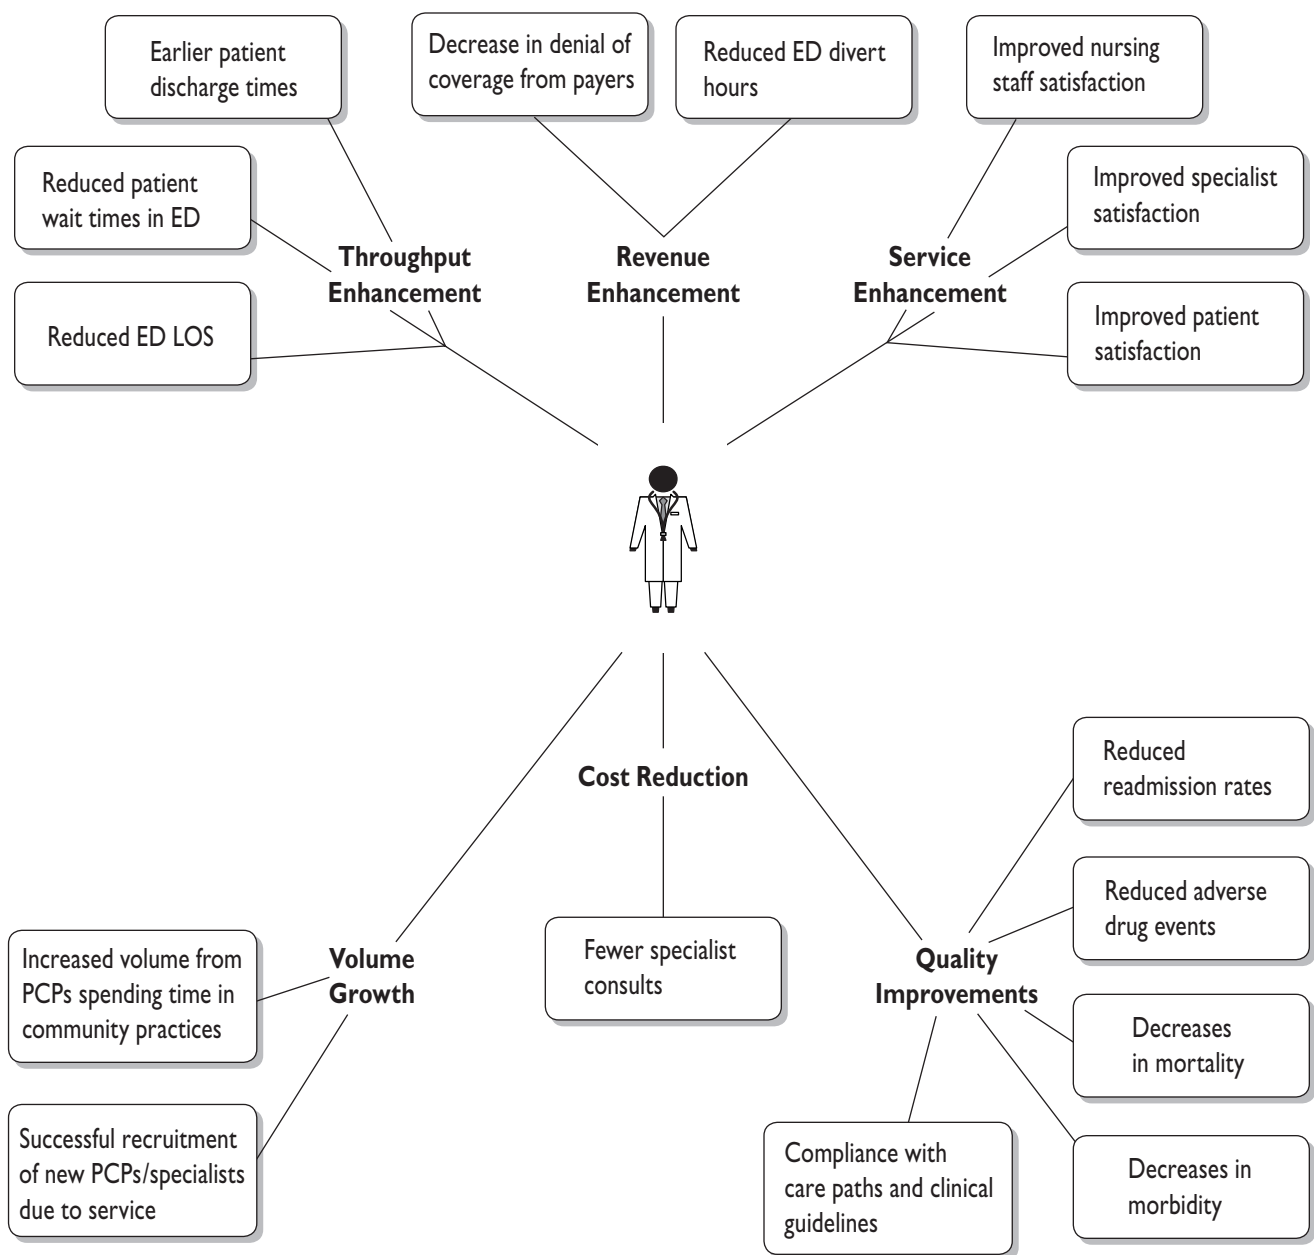 Earlier patient
discharge times
Decrease in denial of
coverage from payers
Reduced ED divert
hours
Improved nursing
staff satisfaction
Reduced patient
wait times in ED
Improved specialist
satisfaction
Throughput
Enhancement
Revenue
Enhancement
Service
Enhancement
Reduced ED LOS
Improved patient
satisfaction
Cost Reduction
Reduced
readmission rates
Reduced adverse
drug events
Increased volume from
PCPs spending time in
community practices
Volume
Growth
Fewer specialist
consults
Quality
Improvements
Decreases
in mortality
Successful recruitment
of new PCPs/specialists
due to service
Compliance with
care paths and clinical
guidelines
Decreases in
morbidity